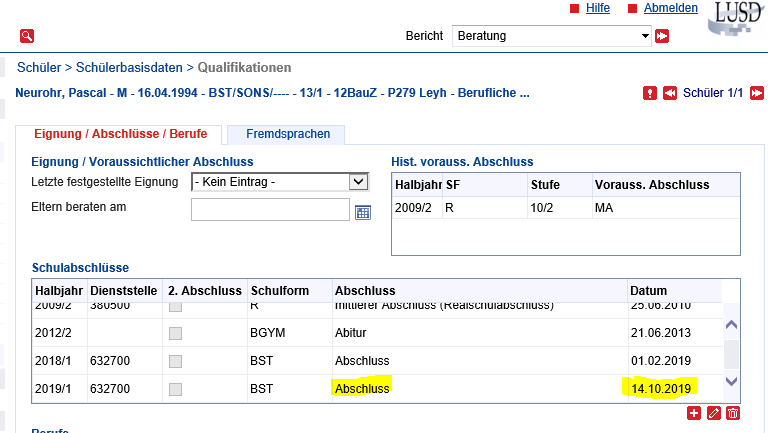 Hilfe Abmelden LUSD
Bericht Beratung
Schüler > Schülerbasisdaten > Qualifikationen
Neurohr, Pascal - M - 16.04.1994 - BST/SONS/---- - 13/1 - 12BauZ - P279 Leyh - Berufliche ... Schüler 1/1
Eignung / Abschlüsse / Berufe Fremdsprachen
Eignung / Voraussichtlicher Abschluss Hist. vorauss. Abschluss
Letzte festgestellte Eignung - Kein Eintrag - Halbjahr SF Stufe Vorauss. Abschluss
Eltern beraten am 2009/2 R 10/2 MA
Schulabschlüsse
Halbjahr Dienststelle 2. Abschluss Schulform Abschluss Datum
2009/2 380500 R mittlerer Abschluss (Realschulabschluss) 25.06.2010
2012/2 BGYM Abitur 21.06.2013
2018/1 632700 BST Abschluss 01.02.2019
2019/1 632700 BST Abschluss 14.10.2019
Berufe